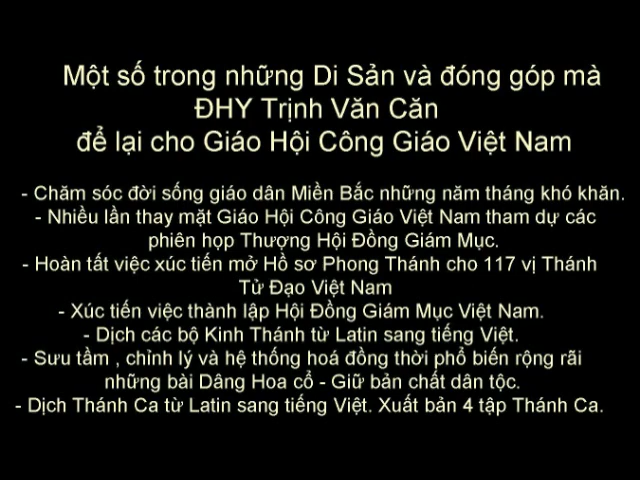 Một số trong những Di Sản và đóng góp mà
ĐHY Trịnh Văn Căn
để lại cho Giáo Hội Công Giáo Việt Nam
- Chăm sóc đời sống giáo dân Miền Bắc những năm tháng khó khăn.
- Nhiều lần thay mặt Giáo Hội Công Giáo Việt Nam tham dự các
phiên họp Thượng Hội Đồng Giám Mục.
- Hoàn tất việc xúc tiến mở Hồ sơ Phong Thánh cho 117 vị Thánh
Tử Đạo Việt Nam
- Xúc tiến việc thành lập Hội Đồng Giám Mục Việt Nam.
- Dịch các bộ Kinh Thánh từ Latin sang tiếng Việt.
- Sưu tầm , chỉnh lý và hệ thống hoá đồng thời phổ biến rộng rãi
những bài Dâng Hoa cổ - Giữ bản chất dân tộc.
- Dịch Thánh Ca từ Latin sang tiếng Việt. Xuất bản 4 tập Thánh Ca.